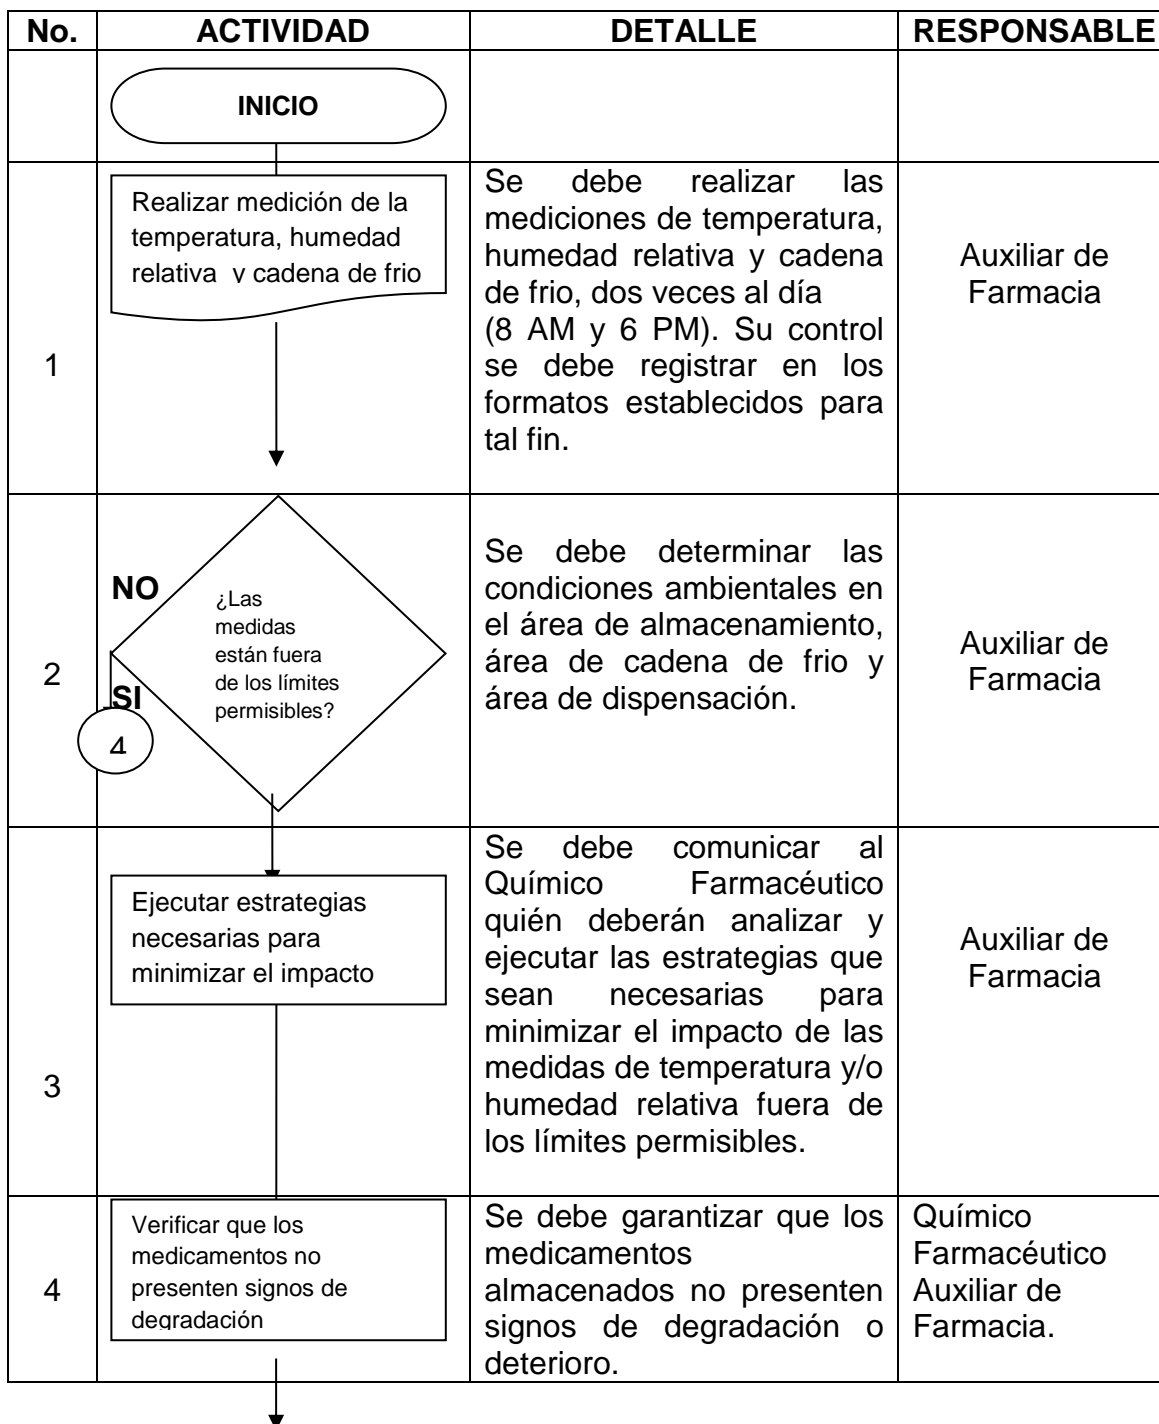 No. ACTIVIDAD DETALLE RESPONSABLE
INICIO
1
Realizar medición de la
temperatura, humedad
relativa y cadena de frio
Se debe realizar las
mediciones de temperatura,
humedad relativa y cadena
de frio, dos veces al día
(8 AM y 6 PM). Su control
se debe registrar en los
formatos establecidos para
tal fin.
Auxiliar de
Farmacia
2
NO
SI
4
¿Las
medidas
están fuera
de los límites
permisibles?
Se debe determinar las
condiciones ambientales en
el área de almacenamiento,
área de cadena de frio y
área de dispensación.
Auxiliar de
Farmacia
3
Ejecutar estrategias
necesarias para
minimizar el impacto
Se debe comunicar al
Químico Farmacéutico
quién deberán analizar y
ejecutar las estrategias que
sean necesarias para
minimizar el impacto de las
medidas de temperatura y/o
humedad relativa fuera de
los límites permisibles.
Auxiliar de
Farmacia
4
Verificar que los
medicamentos no
presenten signos de
degradación
Se debe garantizar que los
medicamentos
almacenados no presenten
signos de degradación o
deterioro.
Químico
Farmacéutico
Auxiliar de
Farmacia.